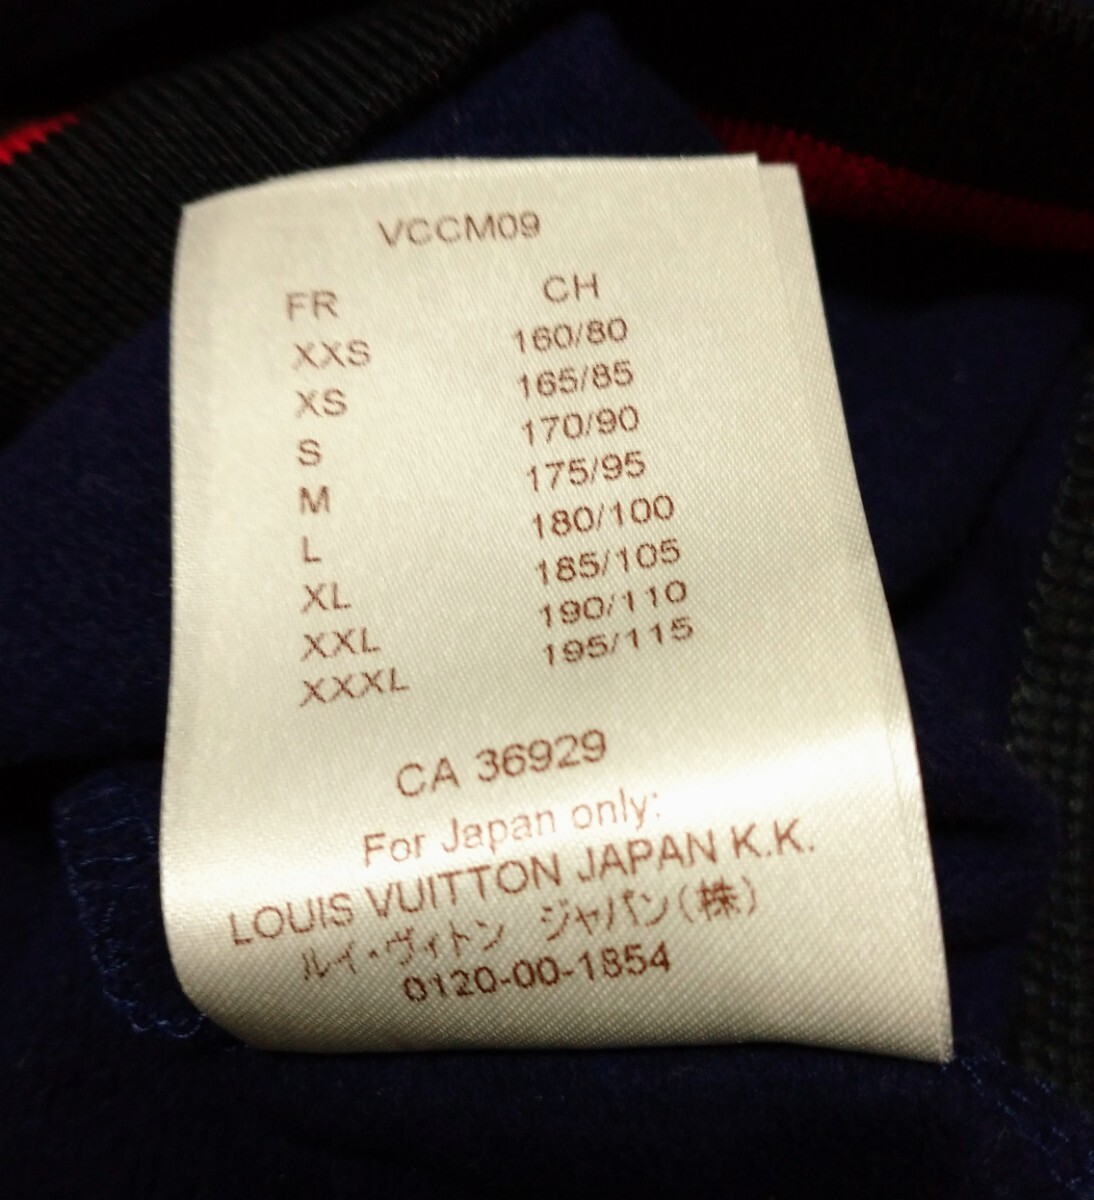 VCCM09
FR CH
XXS 160/80
XS 165/85
S 170/90
M 175/95
L 180/100
XL 185/105
XXL 190/110
XXXL 195/115
CA 36929
For Japan only:
LOUIS VUITTON JAPAN K.K.
ルイ・ヴィトン ジャパン(株)
0120-00-1854